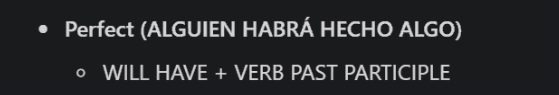 Perfect (ALGUIEN HABRÁ HECHO ALGO)
WILL HAVE + VERB PAST PARTICIPLE